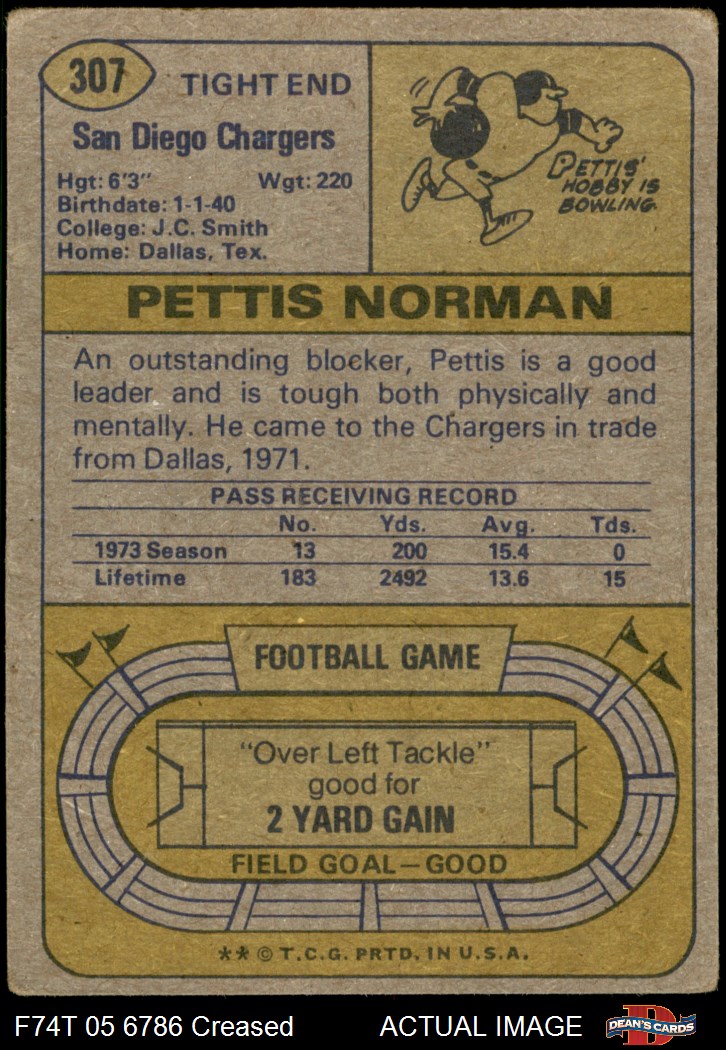 307
TIGHT END
San Diego Chargers
Hgt: 6'3" Wgt: 220
Birthdate: 1-1-40
College: J.C. Smith
Home: Dallas, Tex.
PETTIS'
HOBBY IS
BOWLING.
PETTIS NORMAN
An outstanding blocker, Pettis is a good
leader and is tough both physically and
mentally. He came to the Chargers in trade
from Dallas, 1971.
PASS RECEIVING RECORD
No. Yds. Avg. Tds.
1973 Season 13 200 15.4 0
Lifetime 183 2492 13.6 15
FOOTBALL GAME
"Over Left Tackle"
good for
2 YARD GAIN
FIELD GOAL—GOOD
** © T.C.G. PRTD. IN U.S.A.
F74T 05 6786 Creased ACTUAL IMAGE
D
DEAN'S CARDS